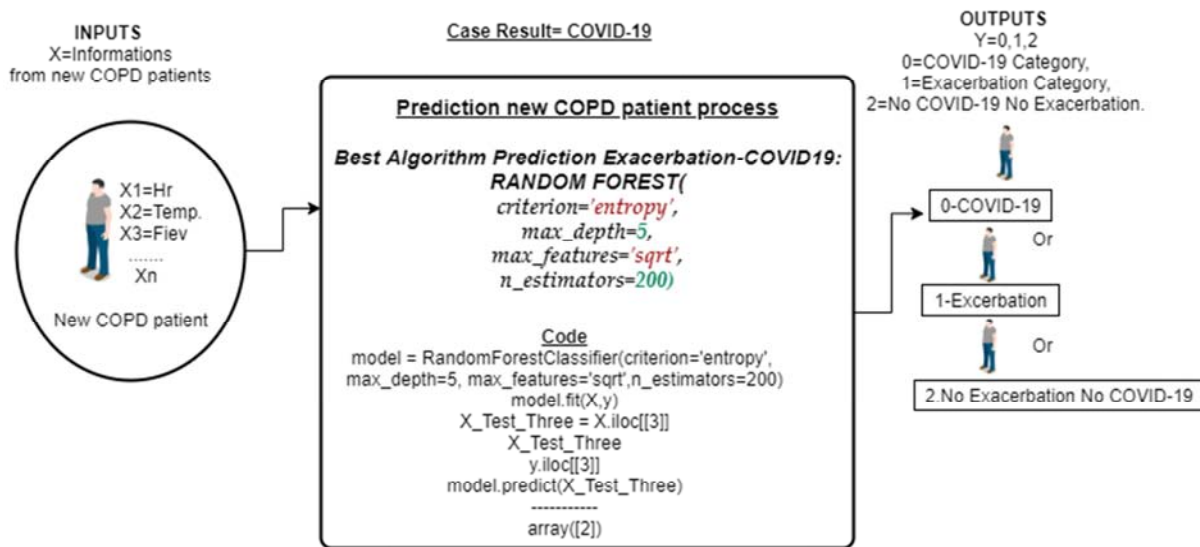 INPUTS
X=Informations
from new COPD patients
X1=Hr
X2=Temp.
X3=Fiev
.......
Xn
New COPD patient
Case Result= COVID-19
Prediction new COPD patient process
Best Algorithm Prediction Exacerbation-COVID19:
RANDOM FOREST(
criterion='entropy',
max_depth=5,
max_features='sqrt',
n_estimators=200)
Code
model = RandomForestClassifier(criterion='entropy',
max_depth=5, max_features='sqrt',n_estimators=200)
model.fit(X,y)
X_Test_Three = X.iloc[[3]]
X_Test_Three
y.iloc[[3]]
model.predict(X_Test_Three)
-----------
array([2])
OUTPUTS
Y=0,1,2
0=COVID-19 Category,
1=Exacerbation Category,
2=No COVID-19 No Exacerbation.
0-COVID-19
Or
1-Excerbation
Or
2.No Exacerbation No COVID-19